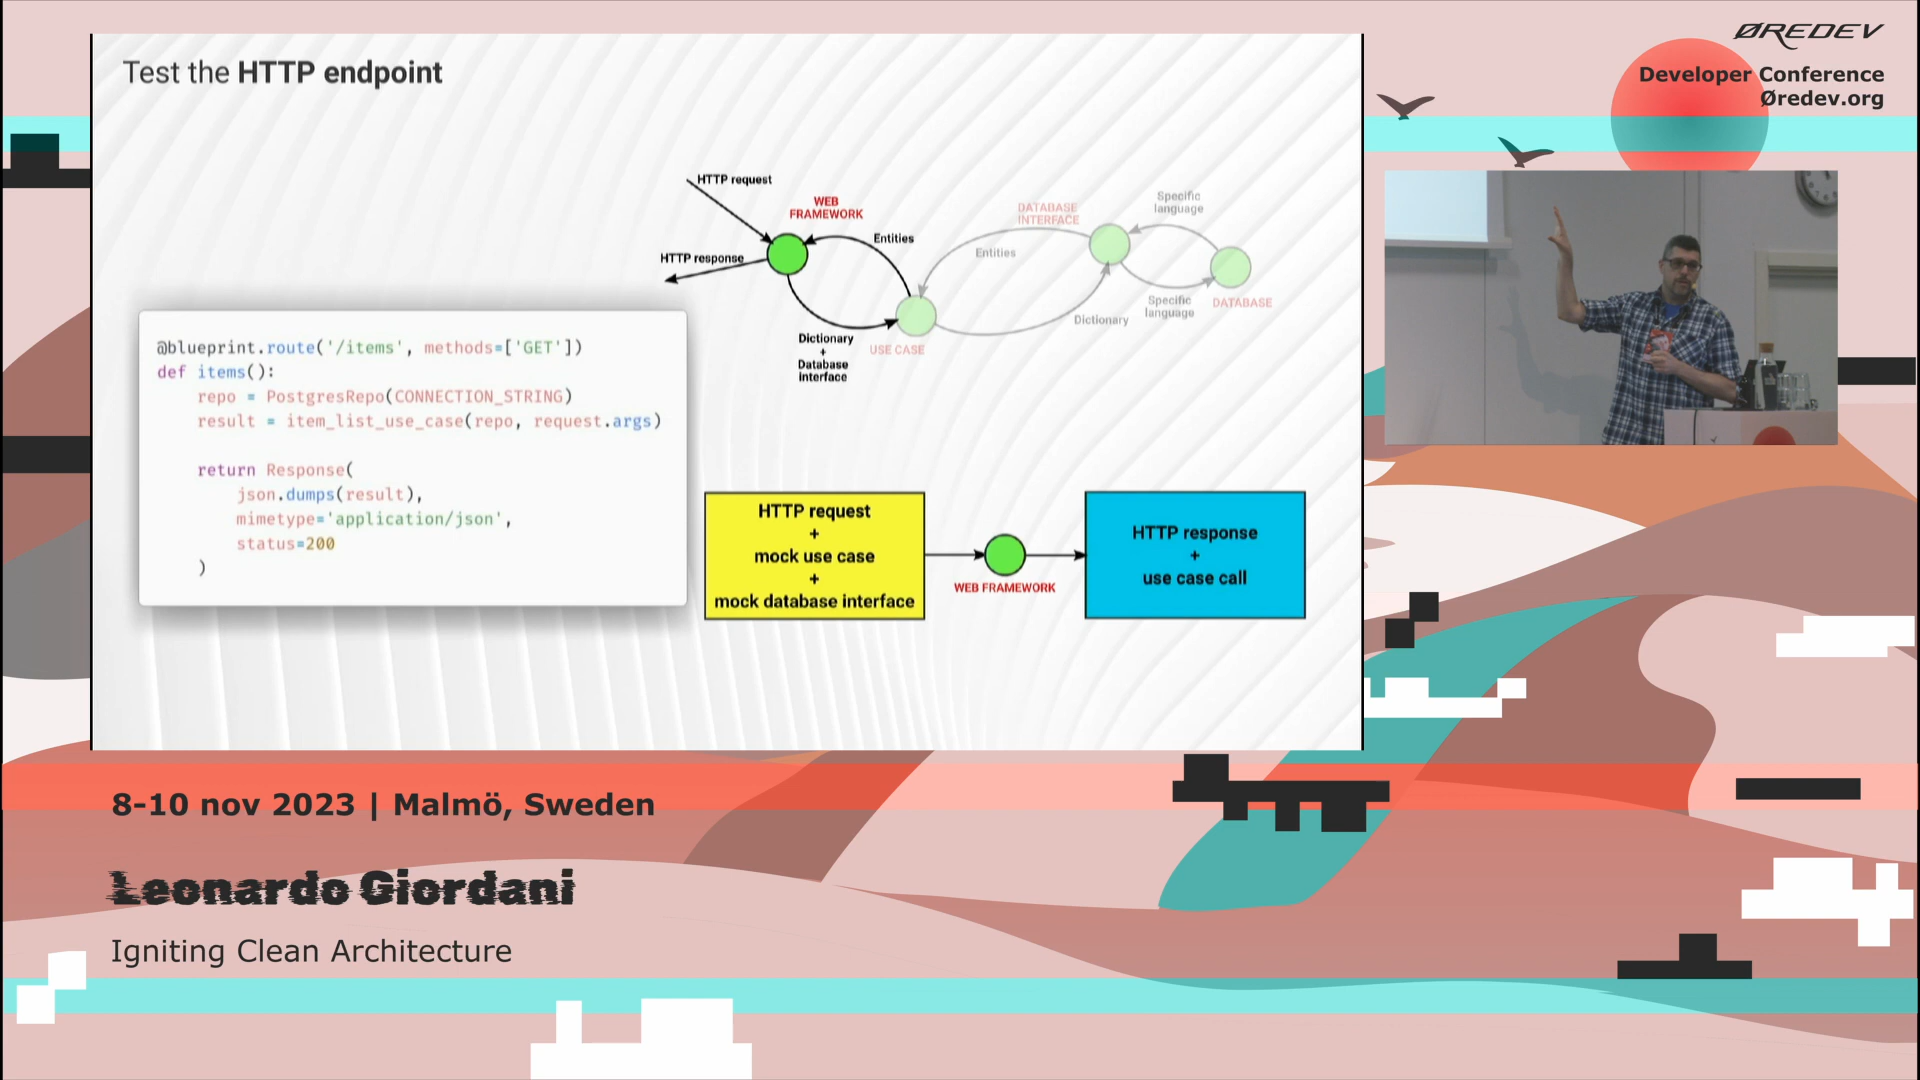 ØREDEV
Developer Conference
Øredev.org
Test the HTTP endpoint
HTTP request
WEB
FRAMEWORK
Entities
HTTP response
Dictionary
+
Database
Interface
USE CASE
DATABASE
INTERFACE
Entities
Dictionary
Specific
language
Specific
language
DATABASE
@blueprint.route('/items', methods=['GET'])
def items():
    repo = PostgresRepo(CONNECTION_STRING)
    result = item_list_use_case(repo, request.args)
    return Response(
        json.dumps(result),
        mimetype='application/json',
        status=200
    )
HTTP request
+
mock use case
+
mock database interface
WEB FRAMEWORK
HTTP response
+
use case call
8-10 nov 2023 | Malmö, Sweden
Leonardo Giordani
Igniting Clean Architecture